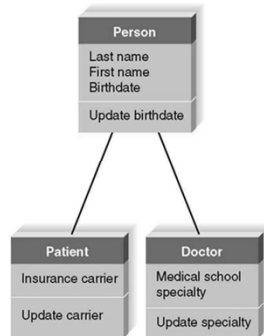 Person
Last name
First name
Birthdate
Update birthdate
Patient
Insurance carrier
Update carrier
Doctor
Medical school
specialty
Update specialty